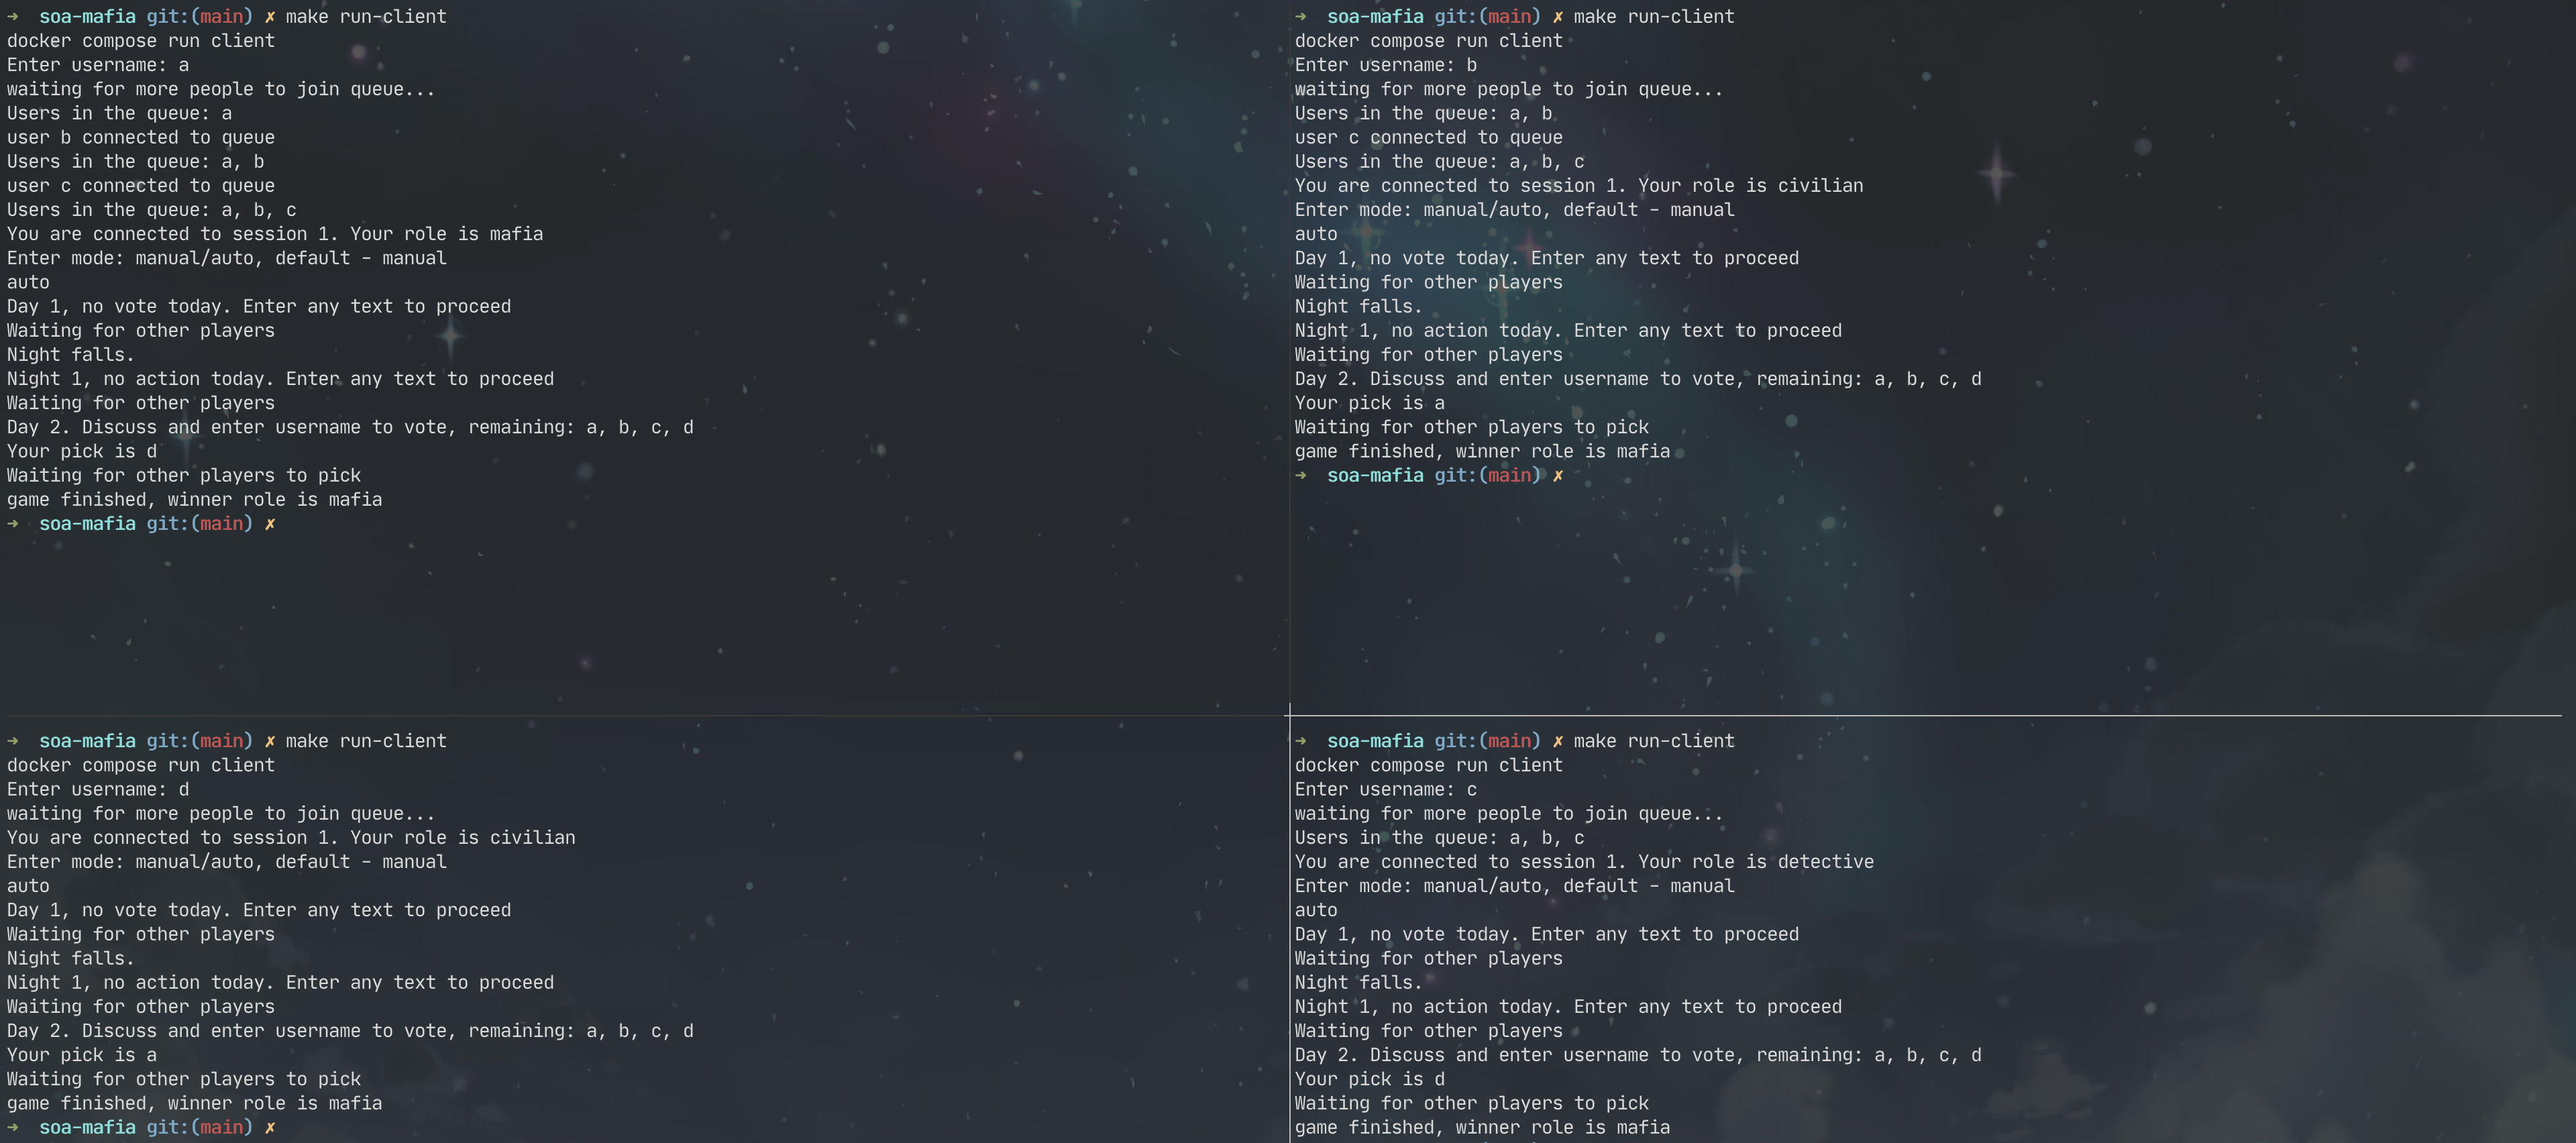 →  soa-mafia git:(main) ✗ make run-client
docker compose run client
Enter username: a
waiting for more people to join queue...
Users in the queue: a
user b connected to queue
Users in the queue: a, b
user c connected to queue
Users in the queue: a, b, c
You are connected to session 1. Your role is mafia
Enter mode: manual/auto, default - manual
auto
Day 1, no vote today. Enter any text to proceed
Waiting for other players
Night falls.
Night 1, no action today. Enter any text to proceed
Waiting for other players
Day 2. Discuss and enter username to vote, remaining: a, b, c, d
Your pick is d
Waiting for other players to pick
game finished, winner role is mafia
→  soa-mafia git:(main) ✗
→  soa-mafia git:(main) ✗ make run-client
docker compose run client
Enter username: b
waiting for more people to join queue...
Users in the queue: a, b
user c connected to queue
Users in the queue: a, b, c
You are connected to session 1. Your role is civilian
Enter mode: manual/auto, default - manual
auto
Day 1, no vote today. Enter any text to proceed
Waiting for other players
Night falls.
Night 1, no action today. Enter any text to proceed
Waiting for other players
Day 2. Discuss and enter username to vote, remaining: a, b, c, d
Your pick is a
Waiting for other players to pick
game finished, winner role is mafia
→  soa-mafia git:(main) ✗
→  soa-mafia git:(main) ✗ make run-client
docker compose run client
Enter username: d
waiting for more people to join queue...
You are connected to session 1. Your role is civilian
Enter mode: manual/auto, default - manual
auto
Day 1, no vote today. Enter any text to proceed
Waiting for other players
Night falls.
Night 1, no action today. Enter any text to proceed
Waiting for other players
Day 2. Discuss and enter username to vote, remaining: a, b, c, d
Your pick is a
Waiting for other players to pick
game finished, winner role is mafia
→  soa-mafia git:(main) ✗
→  soa-mafia git:(main) ✗ make run-client
docker compose run client
Enter username: c
waiting for more people to join queue...
Users in the queue: a, b, c
You are connected to session 1. Your role is detective
Enter mode: manual/auto, default - manual
auto
Day 1, no vote today. Enter any text to proceed
Waiting for other players
Night falls.
Night 1, no action today. Enter any text to proceed
Waiting for other players
Day 2. Discuss and enter username to vote, remaining: a, b, c, d
Your pick is d
Waiting for other players to pick
game finished, winner role is mafia